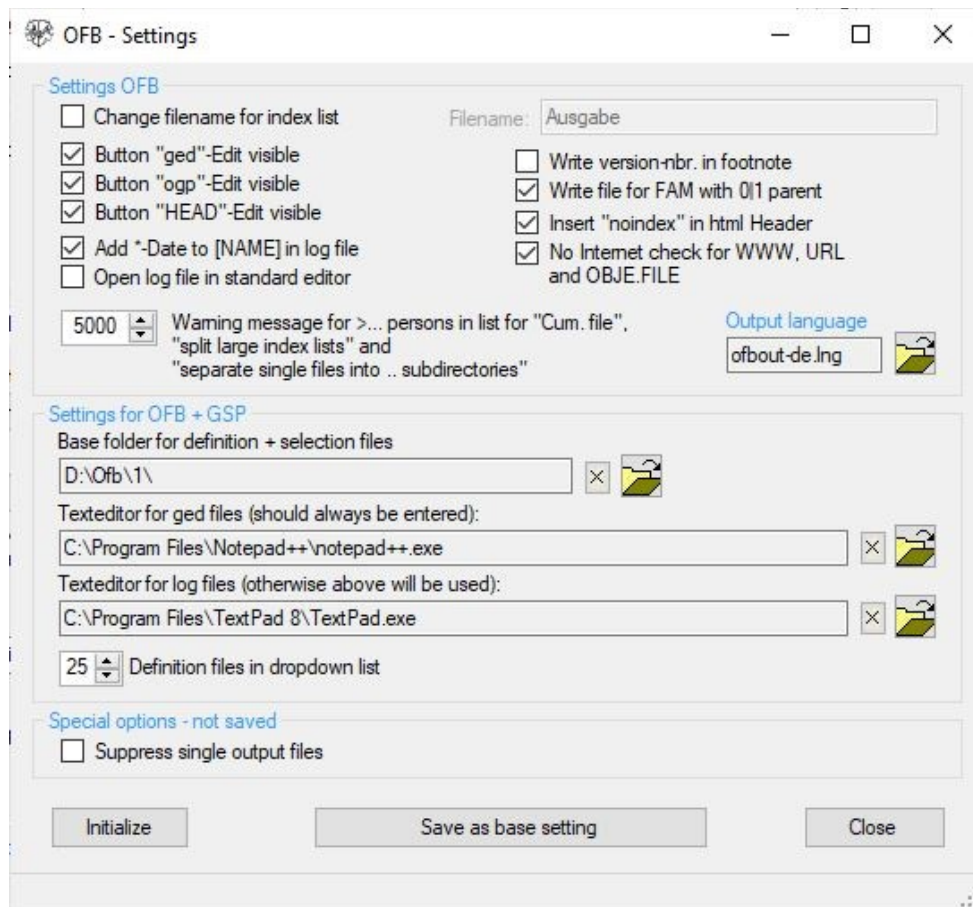 OFB - Settings
Settings OFB
Change filename for index list
Filename: Ausgabe
Button "ged"-Edit visible
Button "ogp"-Edit visible
Button "HEAD"-Edit visible
Add *-Date to [NAME] in log file
Open log file in standard editor
Write version-nbr. in footnote
Write file for FAM with 0|1 parent
Insert "noindex" in html Header
No Internet check for WWW, URL
and OBJE.FILE
5000
Warning message for >... persons in list for "Cum. file",
"split large index lists" and
"separate single files into .. subdirectories"
Output language
ofbout-de.lng
Settings for OFB + GSP
Base folder for definition + selection files
D:\Ofb\1\
Texteditor for ged files (should always be entered):
C:\Program Files\Notepad++\notepad++.exe
Texteditor for log files (otherwise above will be used):
C:\Program Files\TextPad 8\TextPad.exe
25 Definition files in dropdown list
Special options - not saved
Suppress single output files
Initialize
Save as base setting
Close